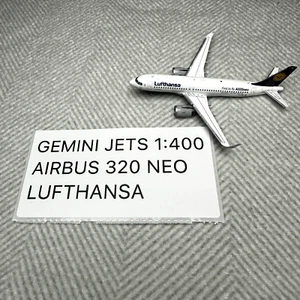 Lufthansa
GEMINI JETS 1:400
AIRBUS 320 NEO
LUFTHANSA